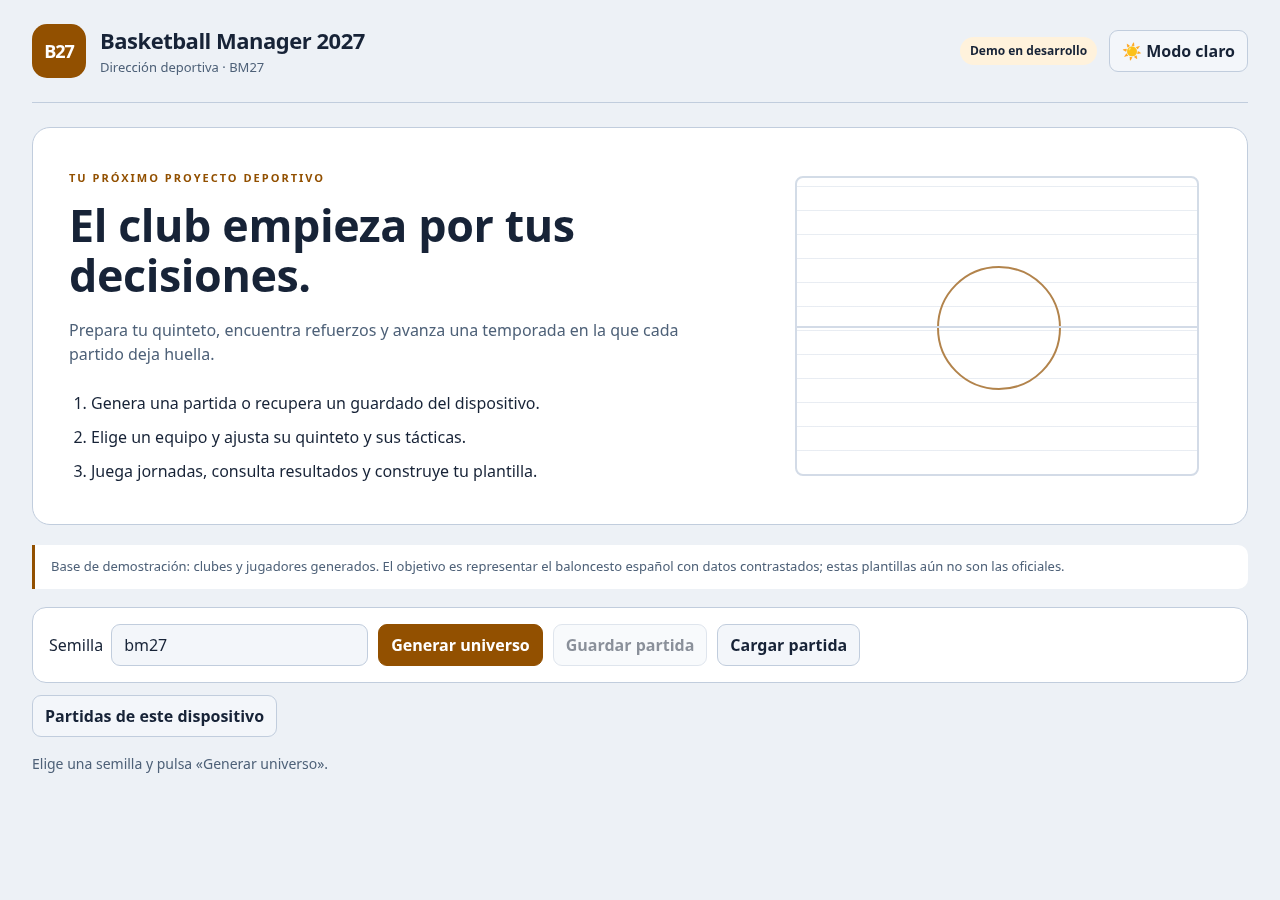 B27
Basketball Manager 2027
Dirección deportiva · BM27
Demo en desarrollo
☀️ Modo claro
TU PRÓXIMO PROYECTO DEPORTIVO
El club empieza por tus
decisiones.
Prepara tu quinteto, encuentra refuerzos y avanza una temporada en la que cada
partido deja huella.
1. Genera una partida o recupera un guardado del dispositivo.
2. Elige un equipo y ajusta su quinteto y sus tácticas.
3. Juega jornadas, consulta resultados y construye tu plantilla.
Base de demostración: clubes y jugadores generados. El objetivo es representar el baloncesto español con datos contrastados; estas plantillas aún no son las oficiales.
Semilla
bm27
Generar universo
Guardar partida
Cargar partida
Partidas de este dispositivo
Elige una semilla y pulsa «Generar universo».